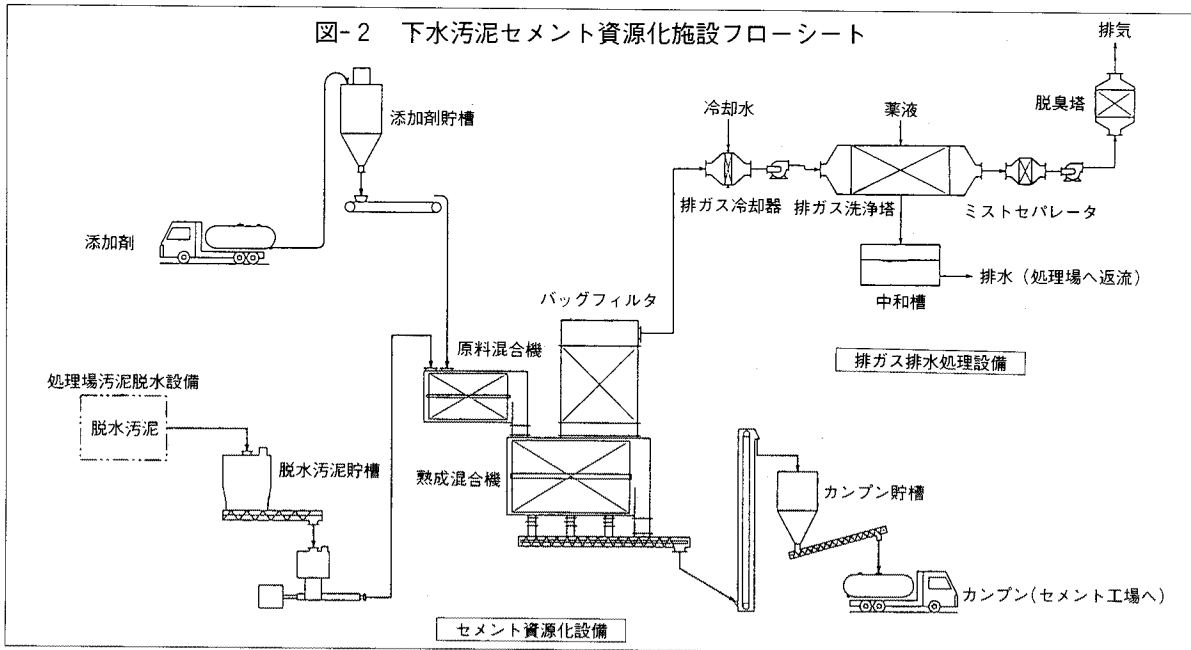 図-2 下水汚泥セメント資源化施設フローシート
排気
脱臭塔
添加剤貯槽
冷却水
薬液
排ガス冷却器
排ガス洗浄塔
ミストセパレータ
添加剤
排水(処理場へ返流)
中和槽
バッグフィルタ
原料混合機
排ガス排水処理設備
処理場汚泥脱水設備
脱水汚泥
脱水汚泥貯槽
熟成混合機
カンプン貯槽
カンプン(セメント工場へ)
セメント資源化設備